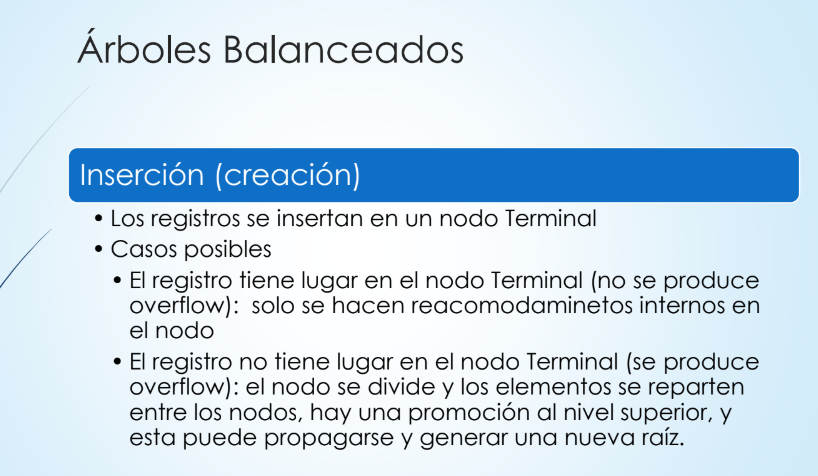 Árboles Balanceados
Inserción (creación)
• Los registros se insertan en un nodo Terminal
• Casos posibles
• El registro tiene lugar en el nodo Terminal (no se produce
overflow):  solo se hacen reacomodaminetos internos en
el nodo
• El registro no tiene lugar en el nodo Terminal (se produce
overflow): el nodo se divide y los elementos se reparten
entre los nodos, hay una promoción al nivel superior, y
esta puede propagarse y generar una nueva raíz.